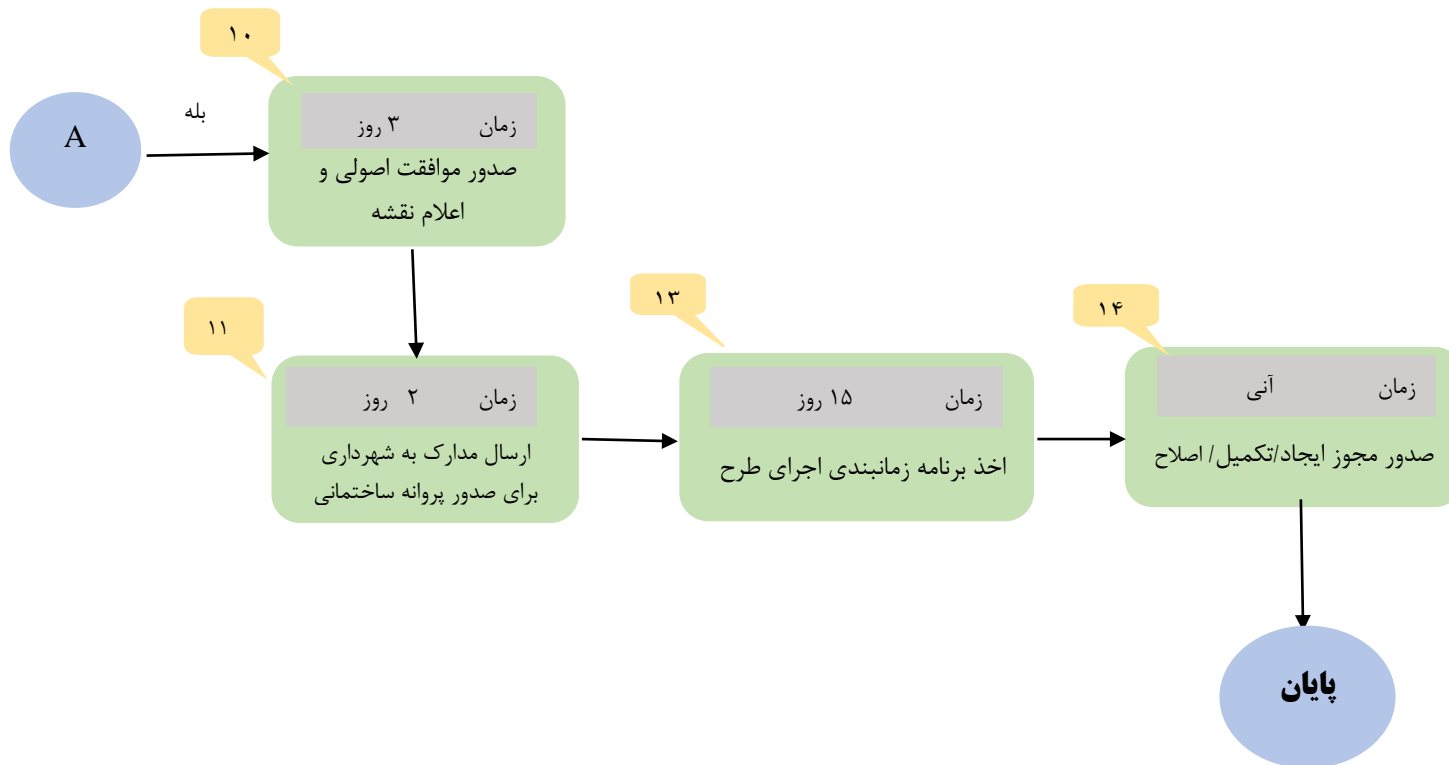 ۱۰
A
بله
زمان ۳ روز
صدور موافقت اصولی و
اعلام نقشه
۱۱
زمان ۲ روز
ارسال مدارک به شهرداری
برای صدور پروانه ساختمانی
۱۳
زمان ۱۵ روز
اخذ برنامه زمانبندی اجرای طرح
۱۴
زمان آنی
صدور مجوز ایجاد/تکمیل/ اصلاح
پایان